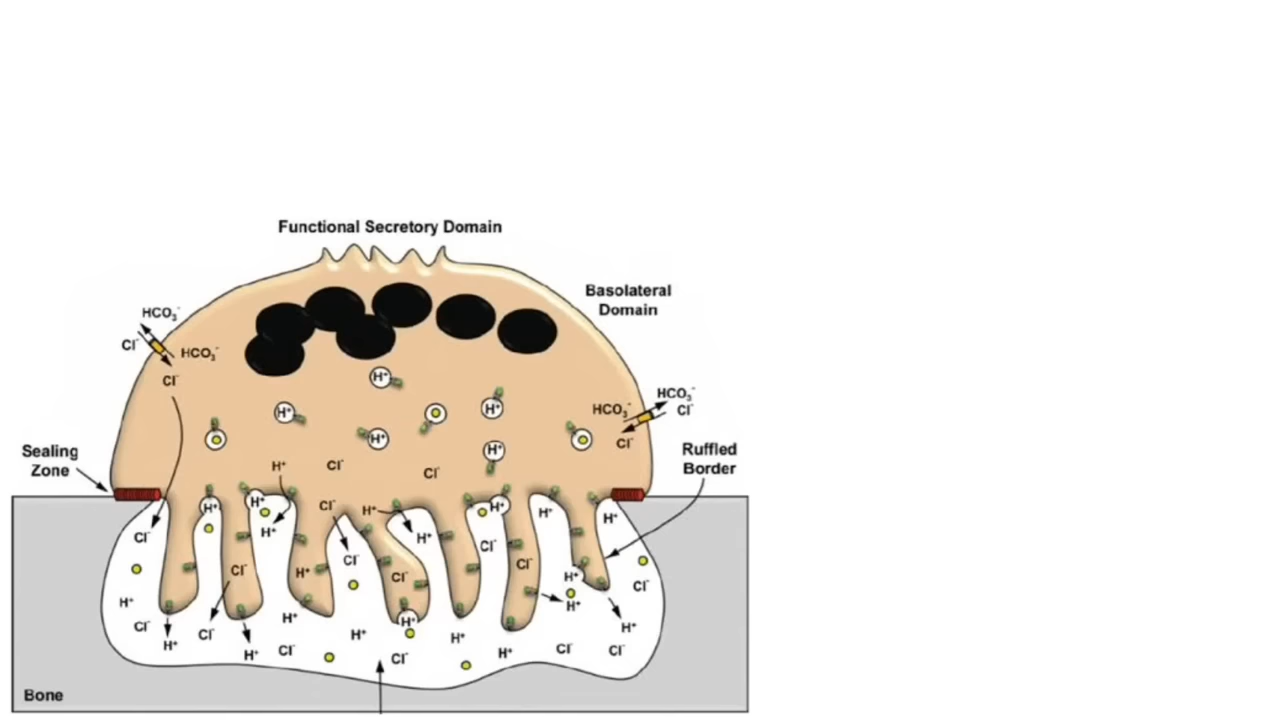 Functional Secretory Domain
Basolateral
Domain
HCO₃⁻
Cl⁻
HCO₃⁻
Cl⁻
H⁺
HCO₃⁻
HCO₃⁻
Cl⁻
H⁺
H⁺
H⁺
Cl⁻
Sealing
Zone
Ruffled
Border
H⁺
H⁺
Cl⁻
Cl⁻
H⁺
H⁺
Cl⁻
H⁺
H⁺
H⁺
H⁺
Cl⁻
H⁺
H⁺
Cl⁻
Cl⁻
Cl⁻
Cl⁻
H⁺
Cl⁻
Cl⁻
H⁺
Cl⁻
H⁺
H⁺
H⁺
H⁺
Cl⁻
Cl⁻
H⁺
H⁺
H⁺
H⁺
H⁺
Cl⁻
Cl⁻
Cl⁻
H⁺
H⁺
Cl⁻
Bone